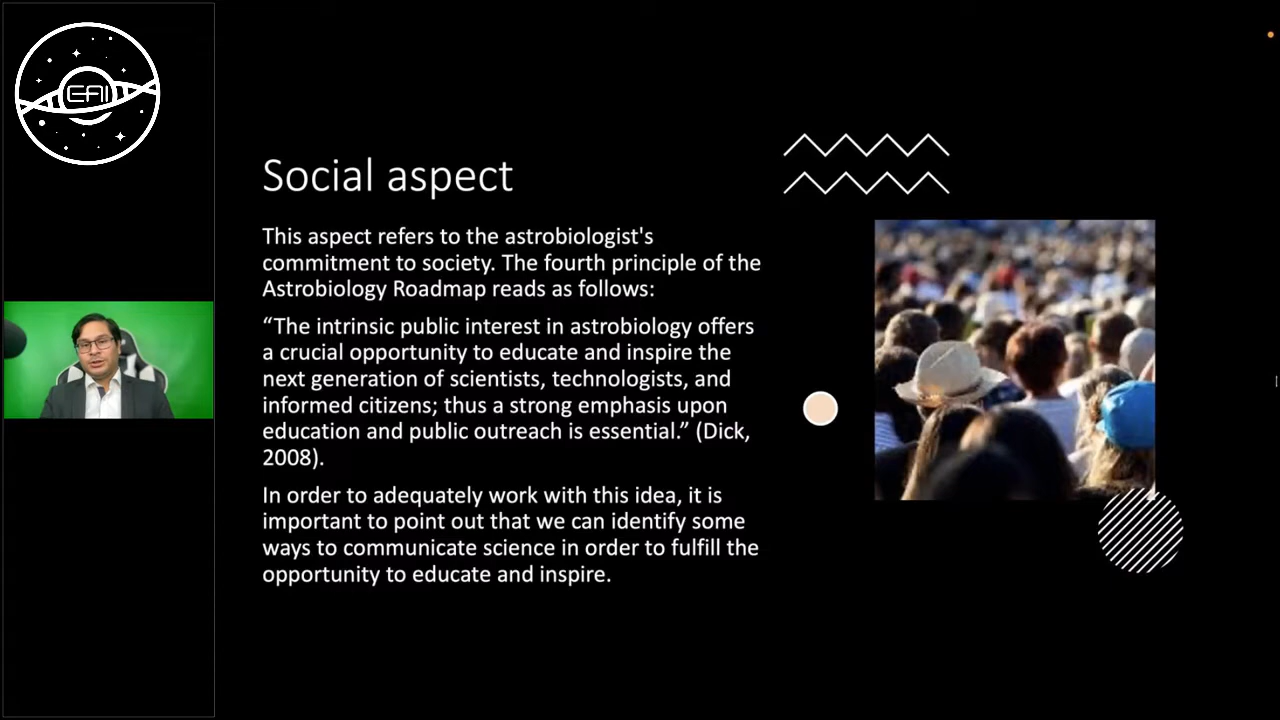 EAI
Social aspect
This aspect refers to the astrobiologist's
commitment to society. The fourth principle of the
Astrobiology Roadmap reads as follows:
“The intrinsic public interest in astrobiology offers
a crucial opportunity to educate and inspire the
next generation of scientists, technologists, and
informed citizens; thus a strong emphasis upon
education and public outreach is essential.” (Dick,
2008).
In order to adequately work with this idea, it is
important to point out that we can identify some
ways to communicate science in order to fulfill the
opportunity to educate and inspire.